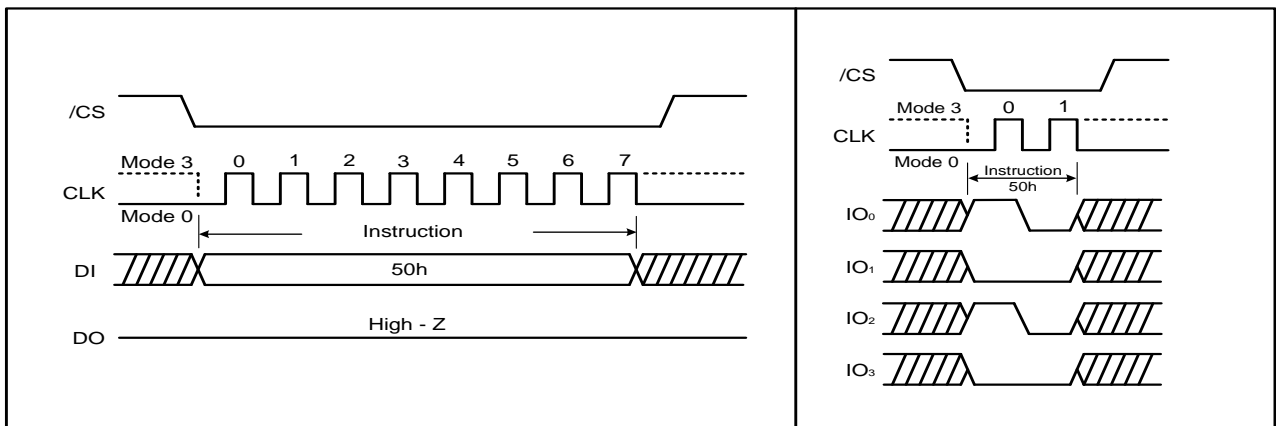 /CS
Mode 3
0 1 2 3 4 5 6 7
CLK
Mode 0
Instruction
DI
50h
High - Z
DO
/CS
Mode 3
0 1
CLK
Mode 0
Instruction
50h
IO₀
IO₁
IO₂
IO₃